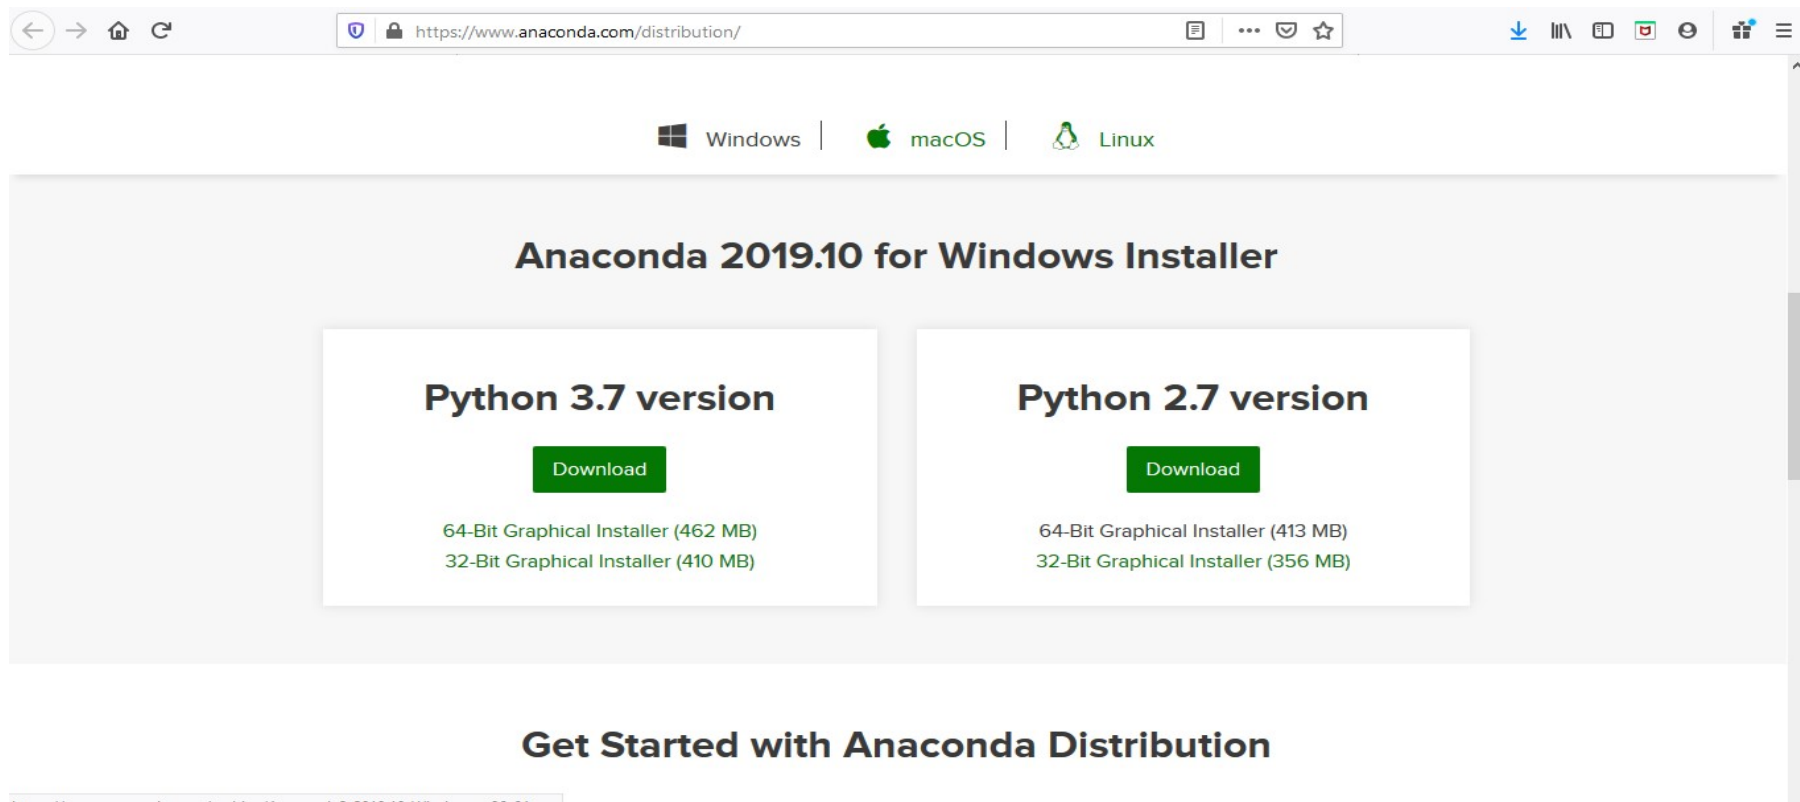 https://www.anaconda.com/distribution/
Windows
macOS
Linux
Anaconda 2019.10 for Windows Installer
Python 3.7 version
Download
64-Bit Graphical Installer (462 MB)
32-Bit Graphical Installer (410 MB)
Python 2.7 version
Download
64-Bit Graphical Installer (413 MB)
32-Bit Graphical Installer (356 MB)
Get Started with Anaconda Distribution